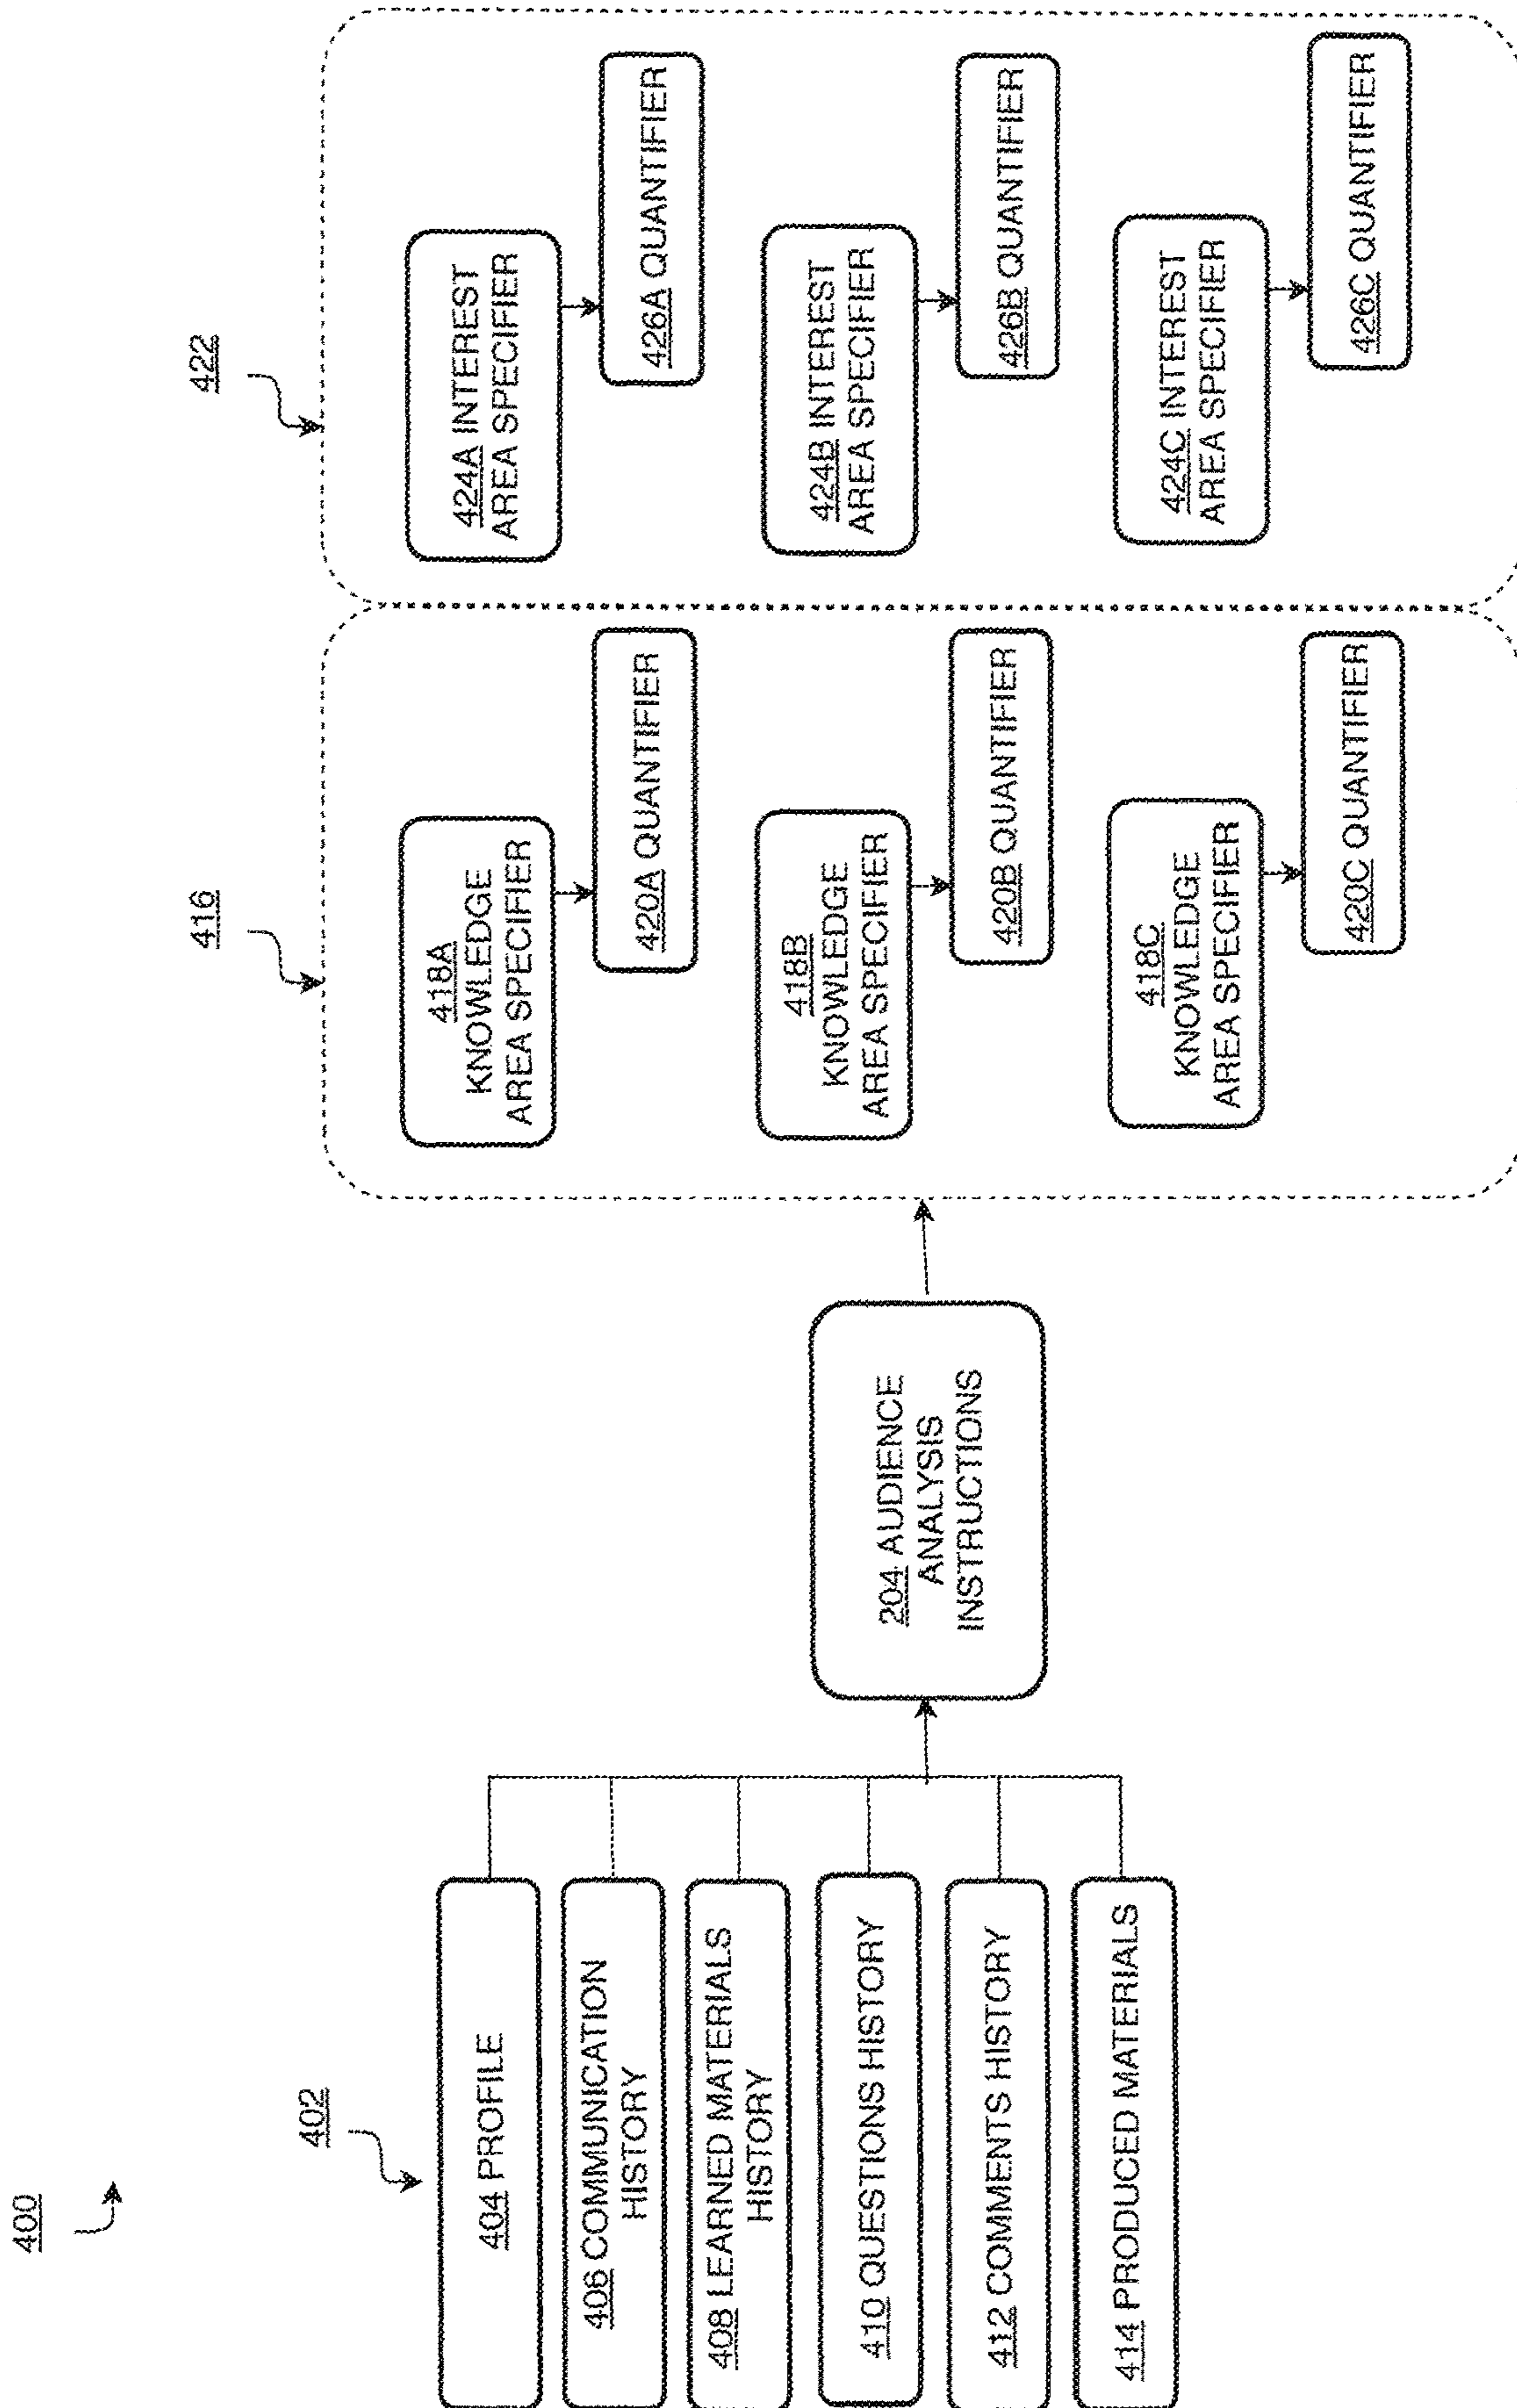 400
402
404 PROFILE
406 COMMUNICATION
HISTORY
408 LEARNED MATERIALS
HISTORY
410 QUESTIONS HISTORY
412 COMMENTS HISTORY
414 PRODUCED MATERIALS
204 AUDIENCE
ANALYSIS
INSTRUCTIONS
416
418A
KNOWLEDGE
AREA SPECIFIER
420A QUANTIFIER
418B
KNOWLEDGE
AREA SPECIFIER
420B QUANTIFIER
418C
KNOWLEDGE
AREA SPECIFIER
420C QUANTIFIER
422
424A INTEREST
AREA SPECIFIER
426A QUANTIFIER
424B INTEREST
AREA SPECIFIER
426B QUANTIFIER
424C INTEREST
AREA SPECIFIER
426C QUANTIFIER